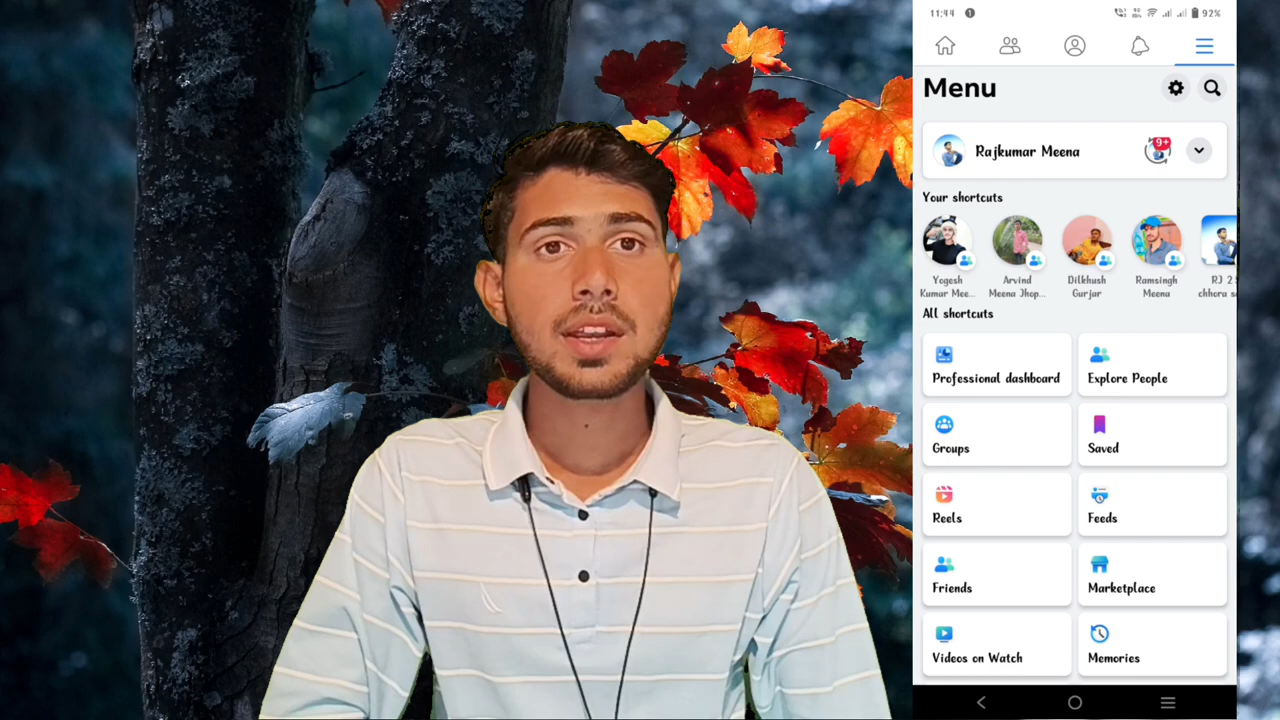 11:44
92%
Menu
Rajkumar Meena
9+
Your shortcuts
Yogesh
Kumar Mee...
Arvind
Meena Jhop...
Dilkhush
Gurjar
Ramsingth
Meena
RJ 2
chhora s
All shortcuts
Professional dashboard
Explore People
Groups
Saved
Reels
Feeds
Friends
Marketplace
Videos on Watch
Memories